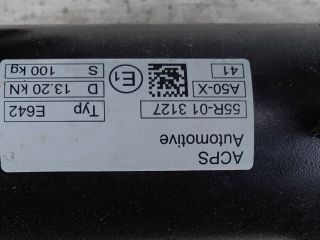 ACPS
Automotive
55R-01 3127 Typ E642
A50-X D 13.20 kN
41 E1 S 100 kg